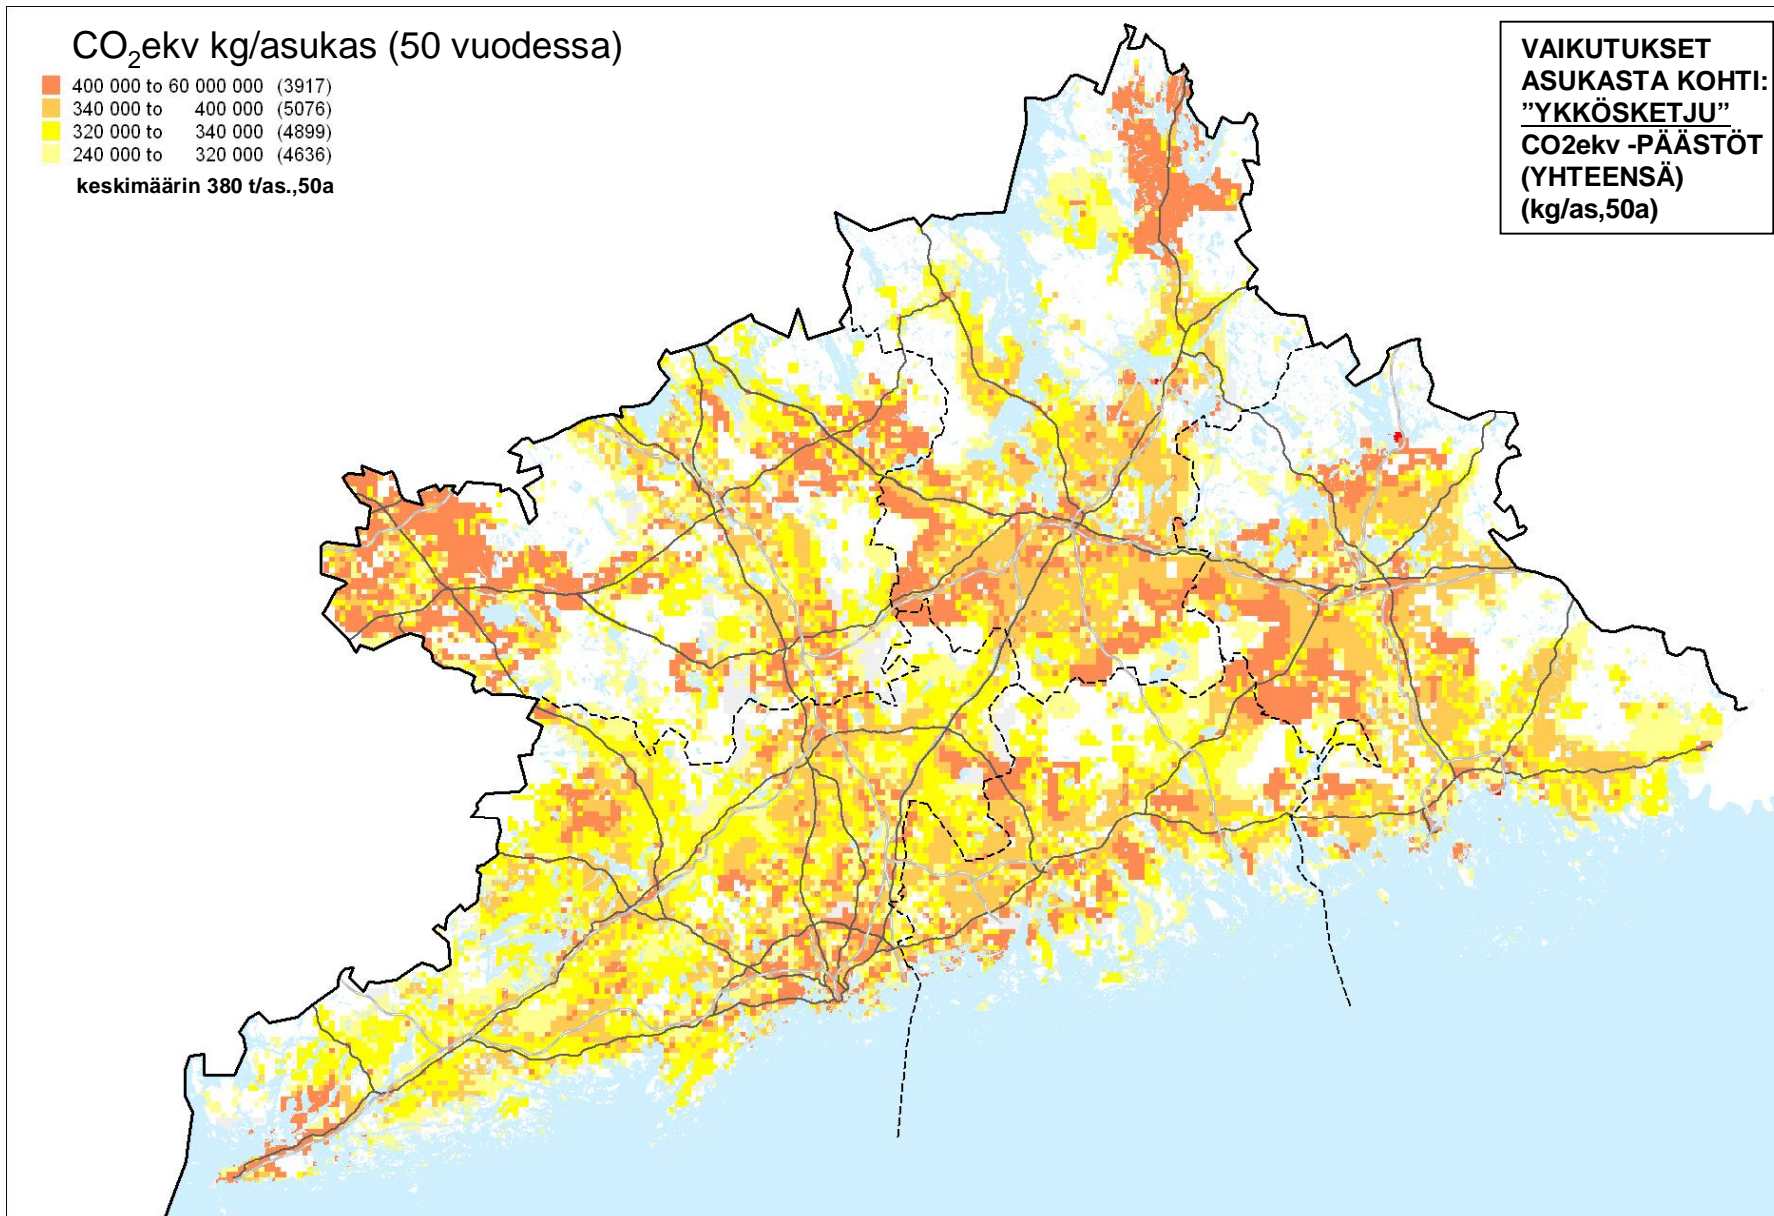 CO₂ekv kg/asukas (50 vuodessa)
400 000 to 60 000 000 (3917)
340 000 to 400 000 (5076)
320 000 to 340 000 (4899)
240 000 to 320 000 (4636)
keskimäärin 380 t/as.,50a
VAIKUTUKSET
ASUKASTA KOHTI:
”YKKÖSKETJU”
CO2ekv -PÄÄSTÖT
(YHTEENSÄ)
(kg/as,50a)